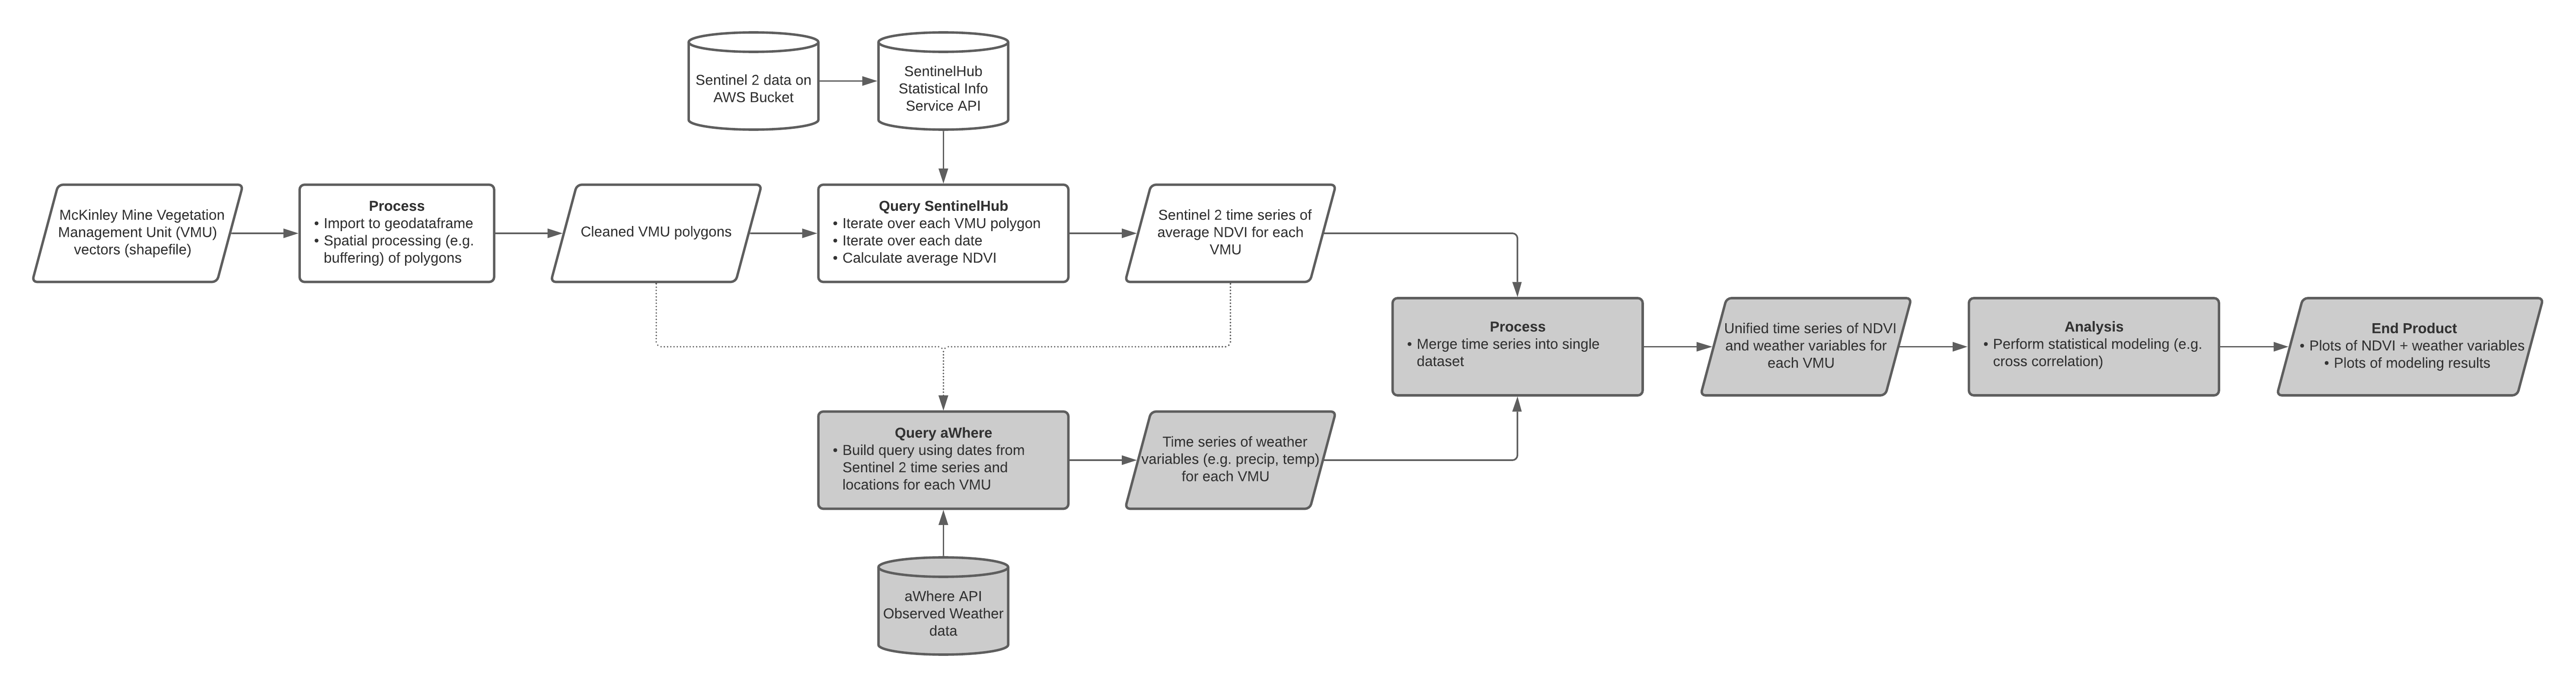 Sentinel 2 data on
AWS Bucket
SentinelHub
Statistical Info
Service API
McKinley Mine Vegetation
Management Unit (VMU)
vectors (shapefile)
Process
• Import to geodataframe
• Spatial processing (e.g.
buffering) of polygons
Cleaned VMU polygons
Query SentinelHub
• Iterate over each VMU polygon
• Iterate over each date
• Calculate average NDVI
Sentinel 2 time series of
average NDVI for each
VMU
Process
• Merge time series into single
dataset
Unified time series of NDVI
and weather variables for
each VMU
Analysis
• Perform statistical modeling (e.g.
cross correlation)
End Product
• Plots of NDVI + weather variables
• Plots of modeling results
Query aWhere
• Build query using dates from
Sentinel 2 time series and
locations for each VMU
Time series of weather
variables (e.g. precip, temp)
for each VMU
aWhere API
Observed Weather
data